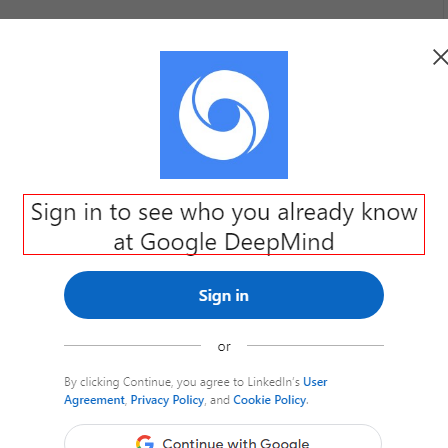 Sign in to see who you already know
at Google DeepMind
Sign in
or
By clicking Continue, you agree to LinkedIn's User
Agreement, Privacy Policy, and Cookie Policy.
Continue with Google